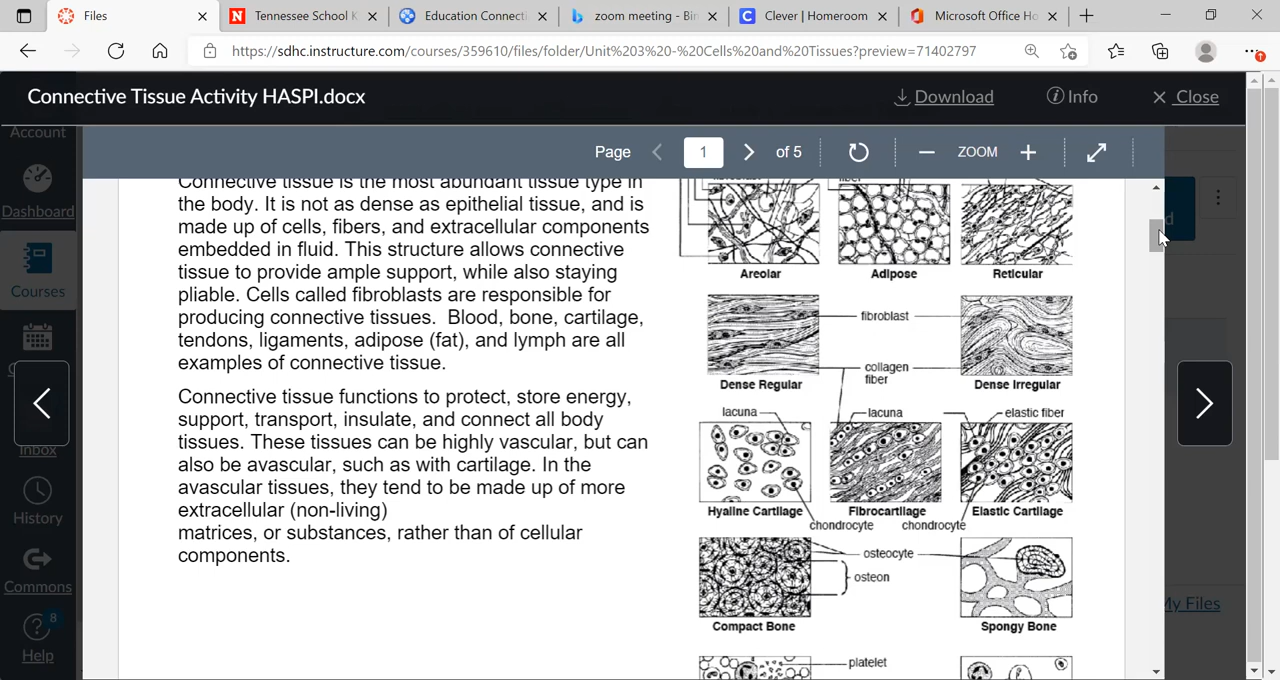 Files
Tennessee School K
Education Connecti
zoom meeting - Bin
Clever | Homeroom
Microsoft Office Ho
https://sdhc.instructure.com/courses/359610/files/folder/Unit%203%20-%20Cells%20and%20Tissues?preview=71402797
Connective Tissue Activity HASPI.docx
Download
Info
Close
Account
Dashboard
Courses
Inbox
History
Commons
8
Help
Page
1
of 5
ZOOM
Connective tissue is the most abundant tissue type in
the body. It is not as dense as epithelial tissue, and is
made up of cells, fibers, and extracellular components
embedded in fluid. This structure allows connective
tissue to provide ample support, while also staying
pliable. Cells called fibroblasts are responsible for
producing connective tissues. Blood, bone, cartilage,
tendons, ligaments, adipose (fat), and lymph are all
examples of connective tissue.
Connective tissue functions to protect, store energy,
support, transport, insulate, and connect all body
tissues. These tissues can be highly vascular, but can
also be avascular, such as with cartilage. In the
avascular tissues, they tend to be made up of more
extracellular (non-living)
matrices, or substances, rather than of cellular
components.
Areolar
Adipose
Reticular
fibroblast
collagen
fiber
Dense Regular
Dense Irregular
lacuna
lacuna
elastic fiber
Hyaline Cartilage
Fibrocartilage
Elastic Cartilage
chondrocyte
chondrocyte
osteocyte
osteon
Compact Bone
Spongy Bone
platelet
My Files